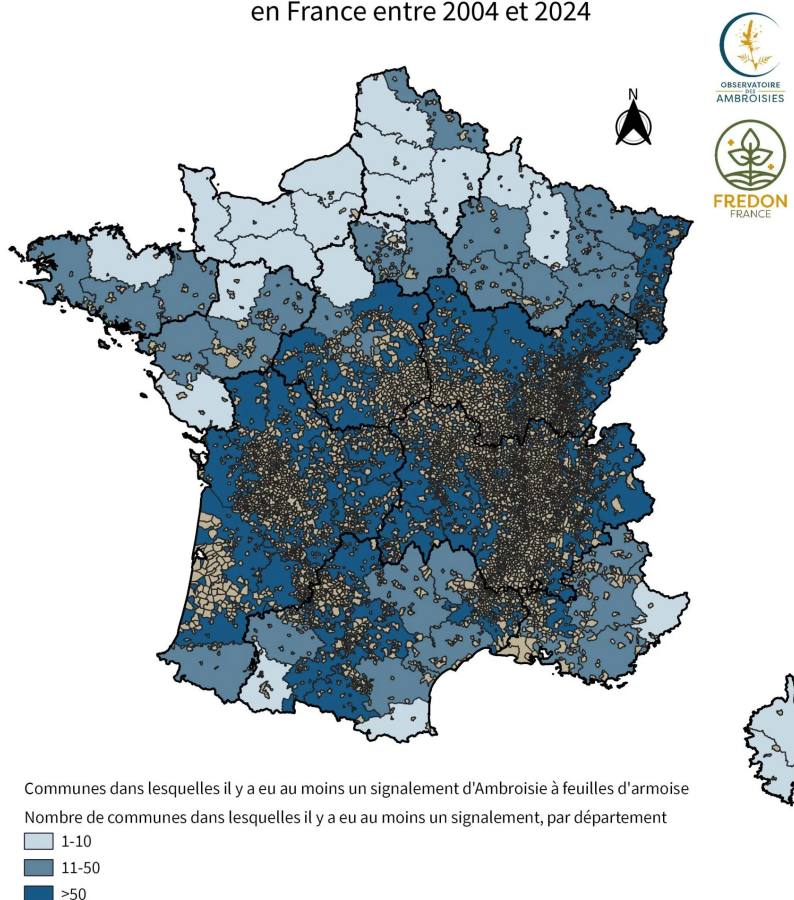 en France entre 2004 et 2024
OBSERVATOIRE
DES
AMBROISIES
N
FREDON
FRANCE
Communes dans lesquelles il y a eu au moins un signalement d'Ambroisie à feuilles d'armoise
Nombre de communes dans lesquelles il y a eu au moins un signalement, par département
1-10
11-50
>50